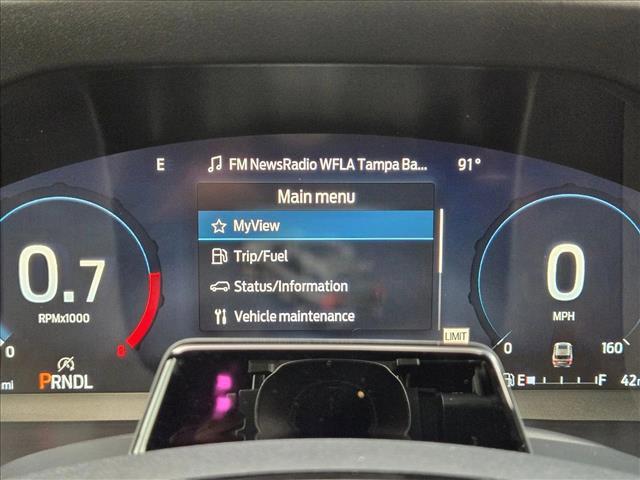 E FM NewsRadio WFLA Tampa Ba... 91°
Main menu
MyView
Trip/Fuel
Status/Information
Vehicle maintenance
0.7
RPMx1000
0 8
0
MPH
0 160
LIMIT
mi PRNDL
E F 42